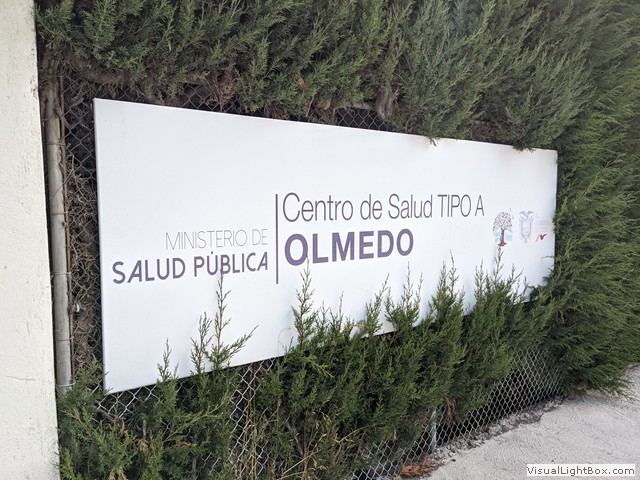 MINISTERIO DE
SALUD PÚBLICA
Centro de Salud TIPO A
OLMEDO
VisualLightBox.com